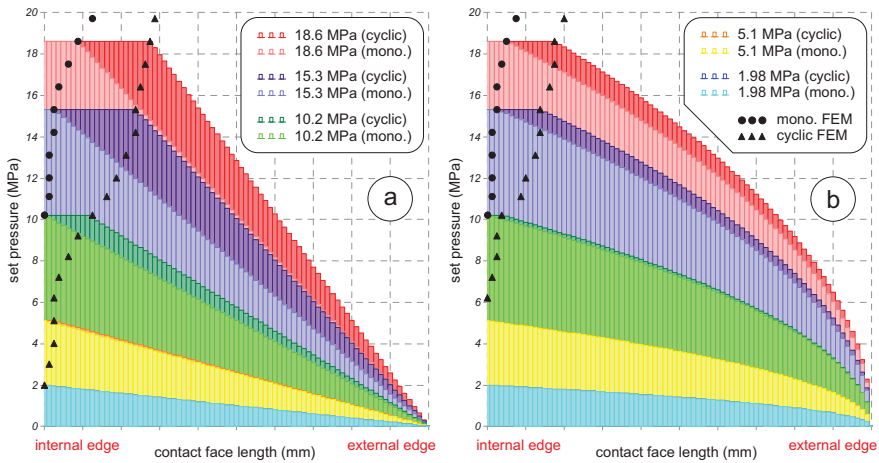 20
18
16
14
12
10
8
6
4
2
0
set pressure (MPa)
18.6 MPa (cyclic)
18.6 MPa (mono.)
15.3 MPa (cyclic)
15.3 MPa (mono.)
10.2 MPa (cyclic)
10.2 MPa (mono.)
a
internal edge
contact face length (mm)
external edge
20
18
16
14
12
10
8
6
4
2
0
set pressure (MPa)
5.1 MPa (cyclic)
5.1 MPa (mono.)
1.98 MPa (cyclic)
1.98 MPa (mono.)
mono. FEM
cyclic FEM
b
internal edge
contact face length (mm)
external edge